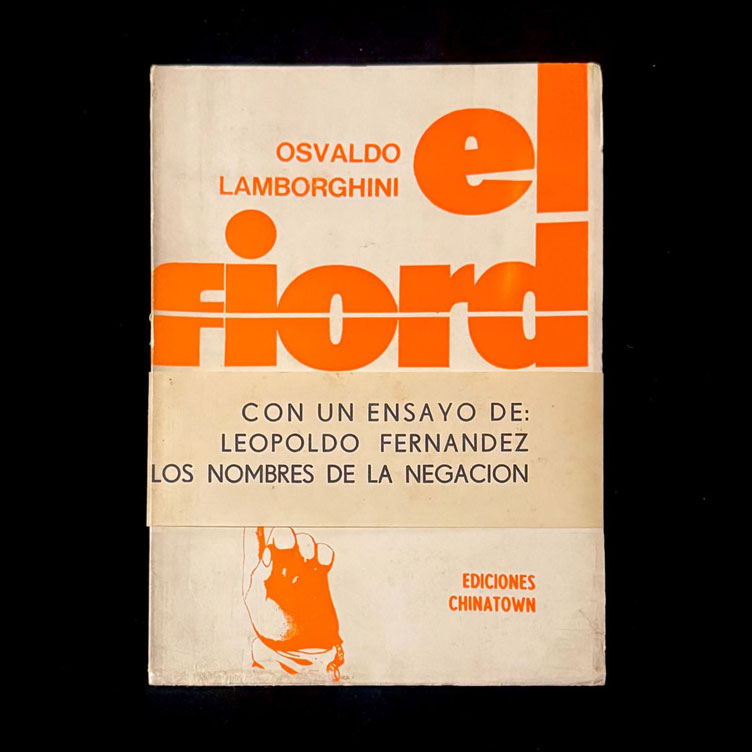 OSVALDO
LAMBORGHINI
el
fiord
CON UN ENSAYO DE:
LEOPOLDO FERNANDEZ
LOS NOMBRES DE LA NEGACION
EDICIONES
CHINATOWN